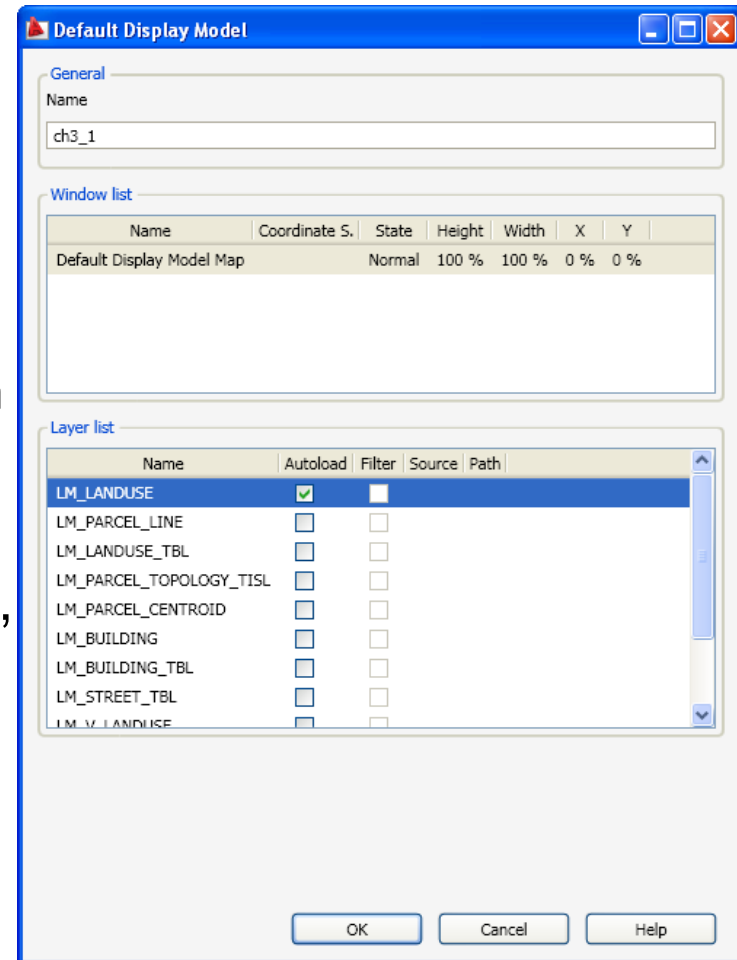 Default Display Model
General
Name
ch3_1
Window list
Name Coordinate S. State Height Width X Y
Default Display Model Map Normal 100 % 100 % 0 % 0 %
Layer list
Name Autoload Filter Source Path
LM_LANDUSE
LM_PARCEL_LINE
LM_LANDUSE_TBL
LM_PARCEL_TOPOLOGY_TISL
LM_PARCEL_CENTROID
,
LM_BUILDING
LM_BUILDING_TBL
LM_STREET_TBL
LM_V_LANDUSE
OK Cancel Help